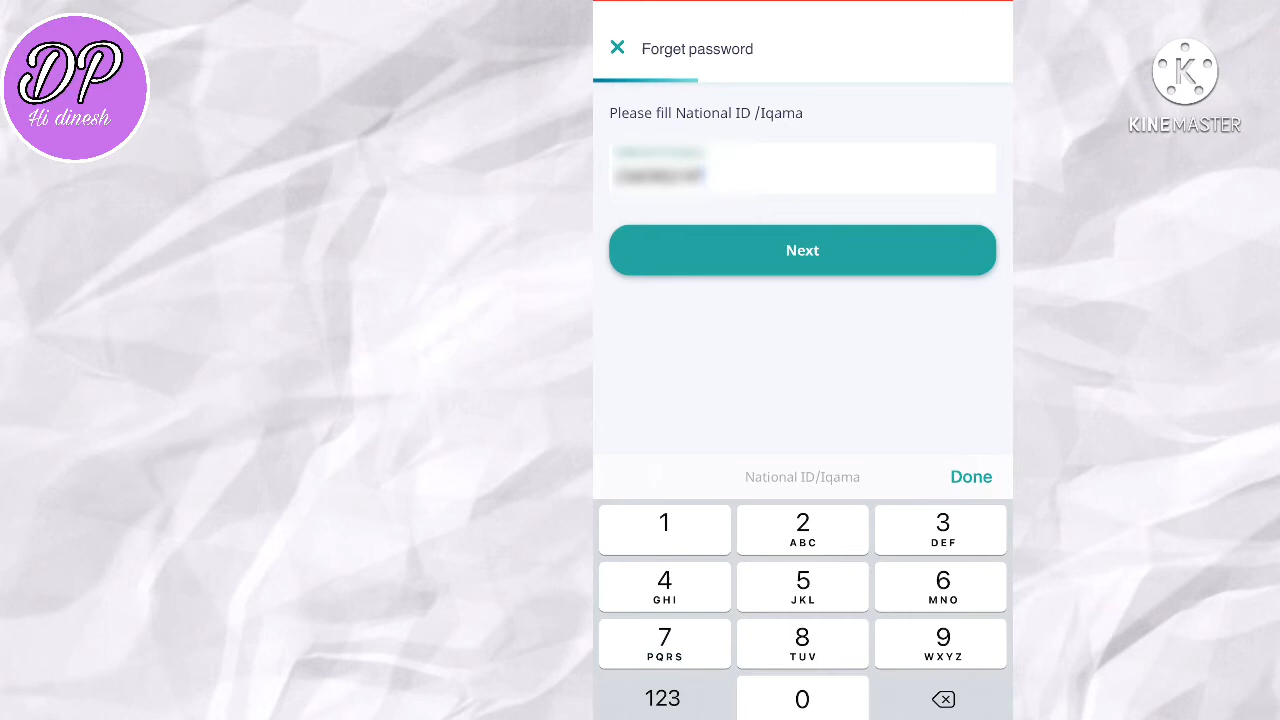 DP
Hi dinesh
Forget password
Please fill National ID /Iqama
Next
National ID/Iqama
Done
1
2
ABC
3
DEF
4
GHI
5
JKL
6
MNO
7
PQRS
8
TUV
9
WXYZ
123
0
K
KINEMASTER